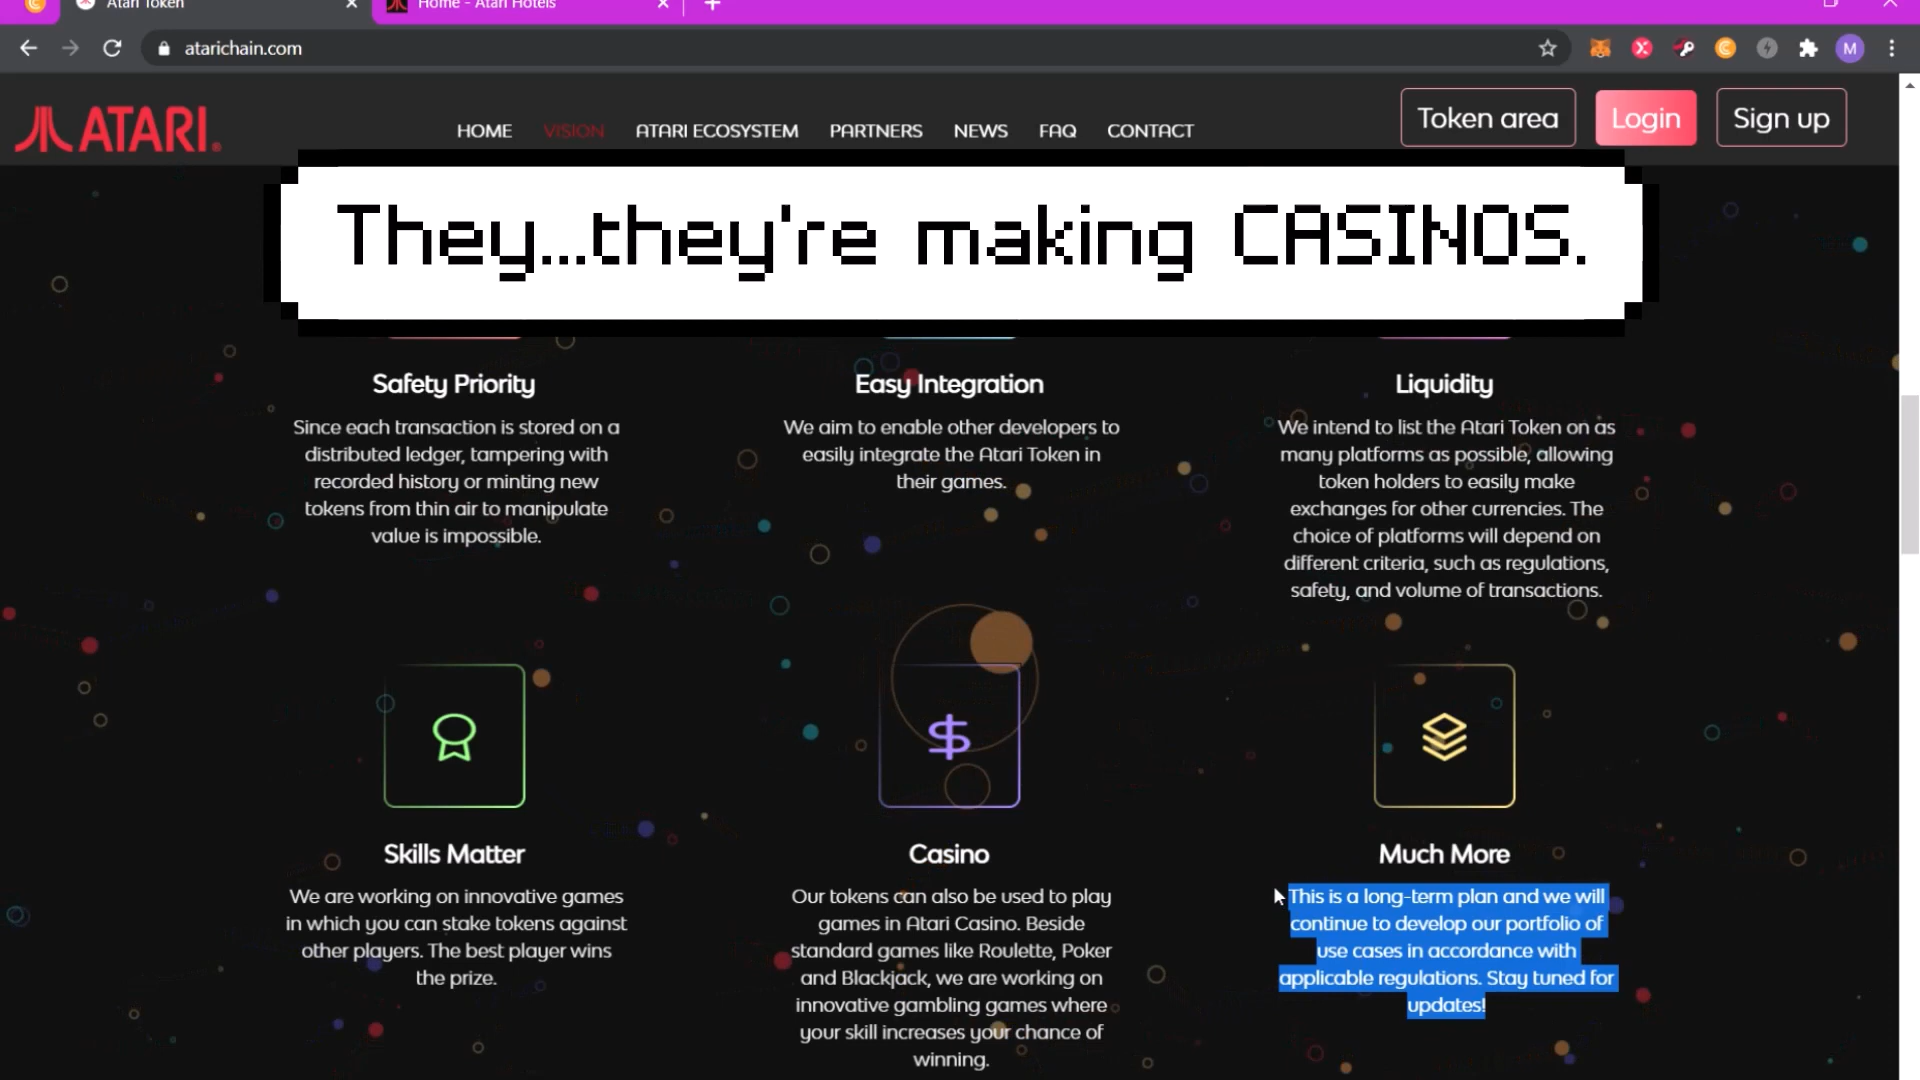 Atari Token
Home - Atari Hotels
atarichain.com
M
ATARI
HOME VISION ATARI ECOSYSTEM PARTNERS NEWS FAQ CONTACT
Token area Login Sign up
They...they're making CASINOS.
Safety Priority
Since each transaction is stored on a
distributed ledger, tampering with
recorded history or minting new
tokens from thin air to manipulate
value is impossible.
Easy Integration
We aim to enable other developers to
easily integrate the Atari Token in
their games.
Liquidity
We intend to list the Atari Token on as
many platforms as possible, allowing
token holders to easily make
exchanges for other currencies. The
choice of platforms will depend on
different criteria, such as regulations,
safety, and volume of transactions.
Skills Matter
We are working on innovative games
in which you can stake tokens against
other players. The best player wins
the prize.
Casino
Our tokens can also be used to play
games in Atari Casino. Beside
standard games like Roulette, Poker
and Blackjack, we are working on
innovative gambling games where
your skill increases your chance of
winning.
Much More
This is a long-term plan and we will
continue to develop our portfolio of
use cases in accordance with
applicable regulations. Stay tuned for
updates!